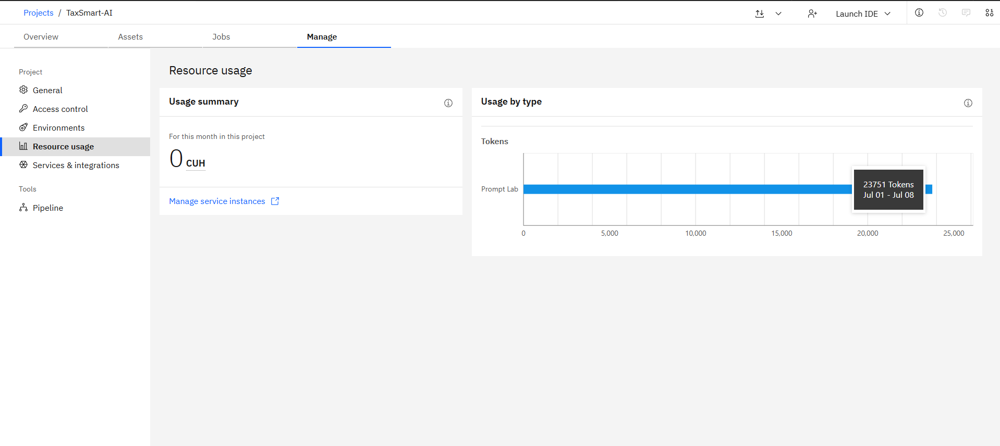 Projects / TaxSmart-AI
Launch IDE
Overview
Assets
Jobs
Manage
Project
General
Access control
Environments
Resource usage
Services & integrations
Tools
Pipeline
Resource usage
Usage summary
For this month in this project
0 CUH
Manage service instances
Usage by type
Tokens
Prompt Lab
23751 Tokens
Jul 01 - Jul 08
0 5,000 10,000 15,000 20,000 25,000